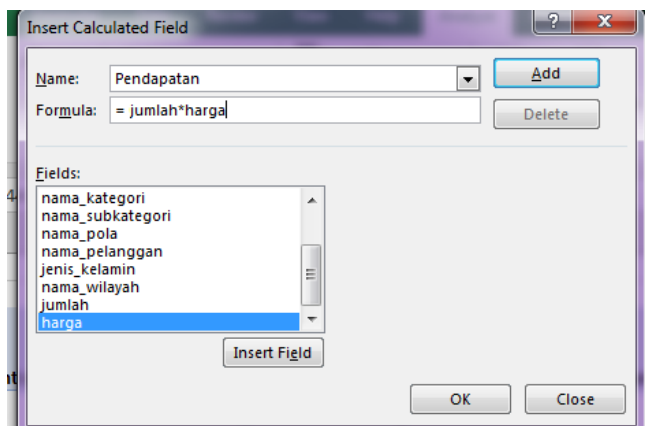 Insert Calculated Field
Name: Pendapatan Add
Formula: = jumlah*harga Delete
Fields:
nama_kategori
nama_subkategori
nama_pola
nama_pelanggan
jenis_kelamin
nama_wilayah
jumlah
harga
Insert Field
OK Close